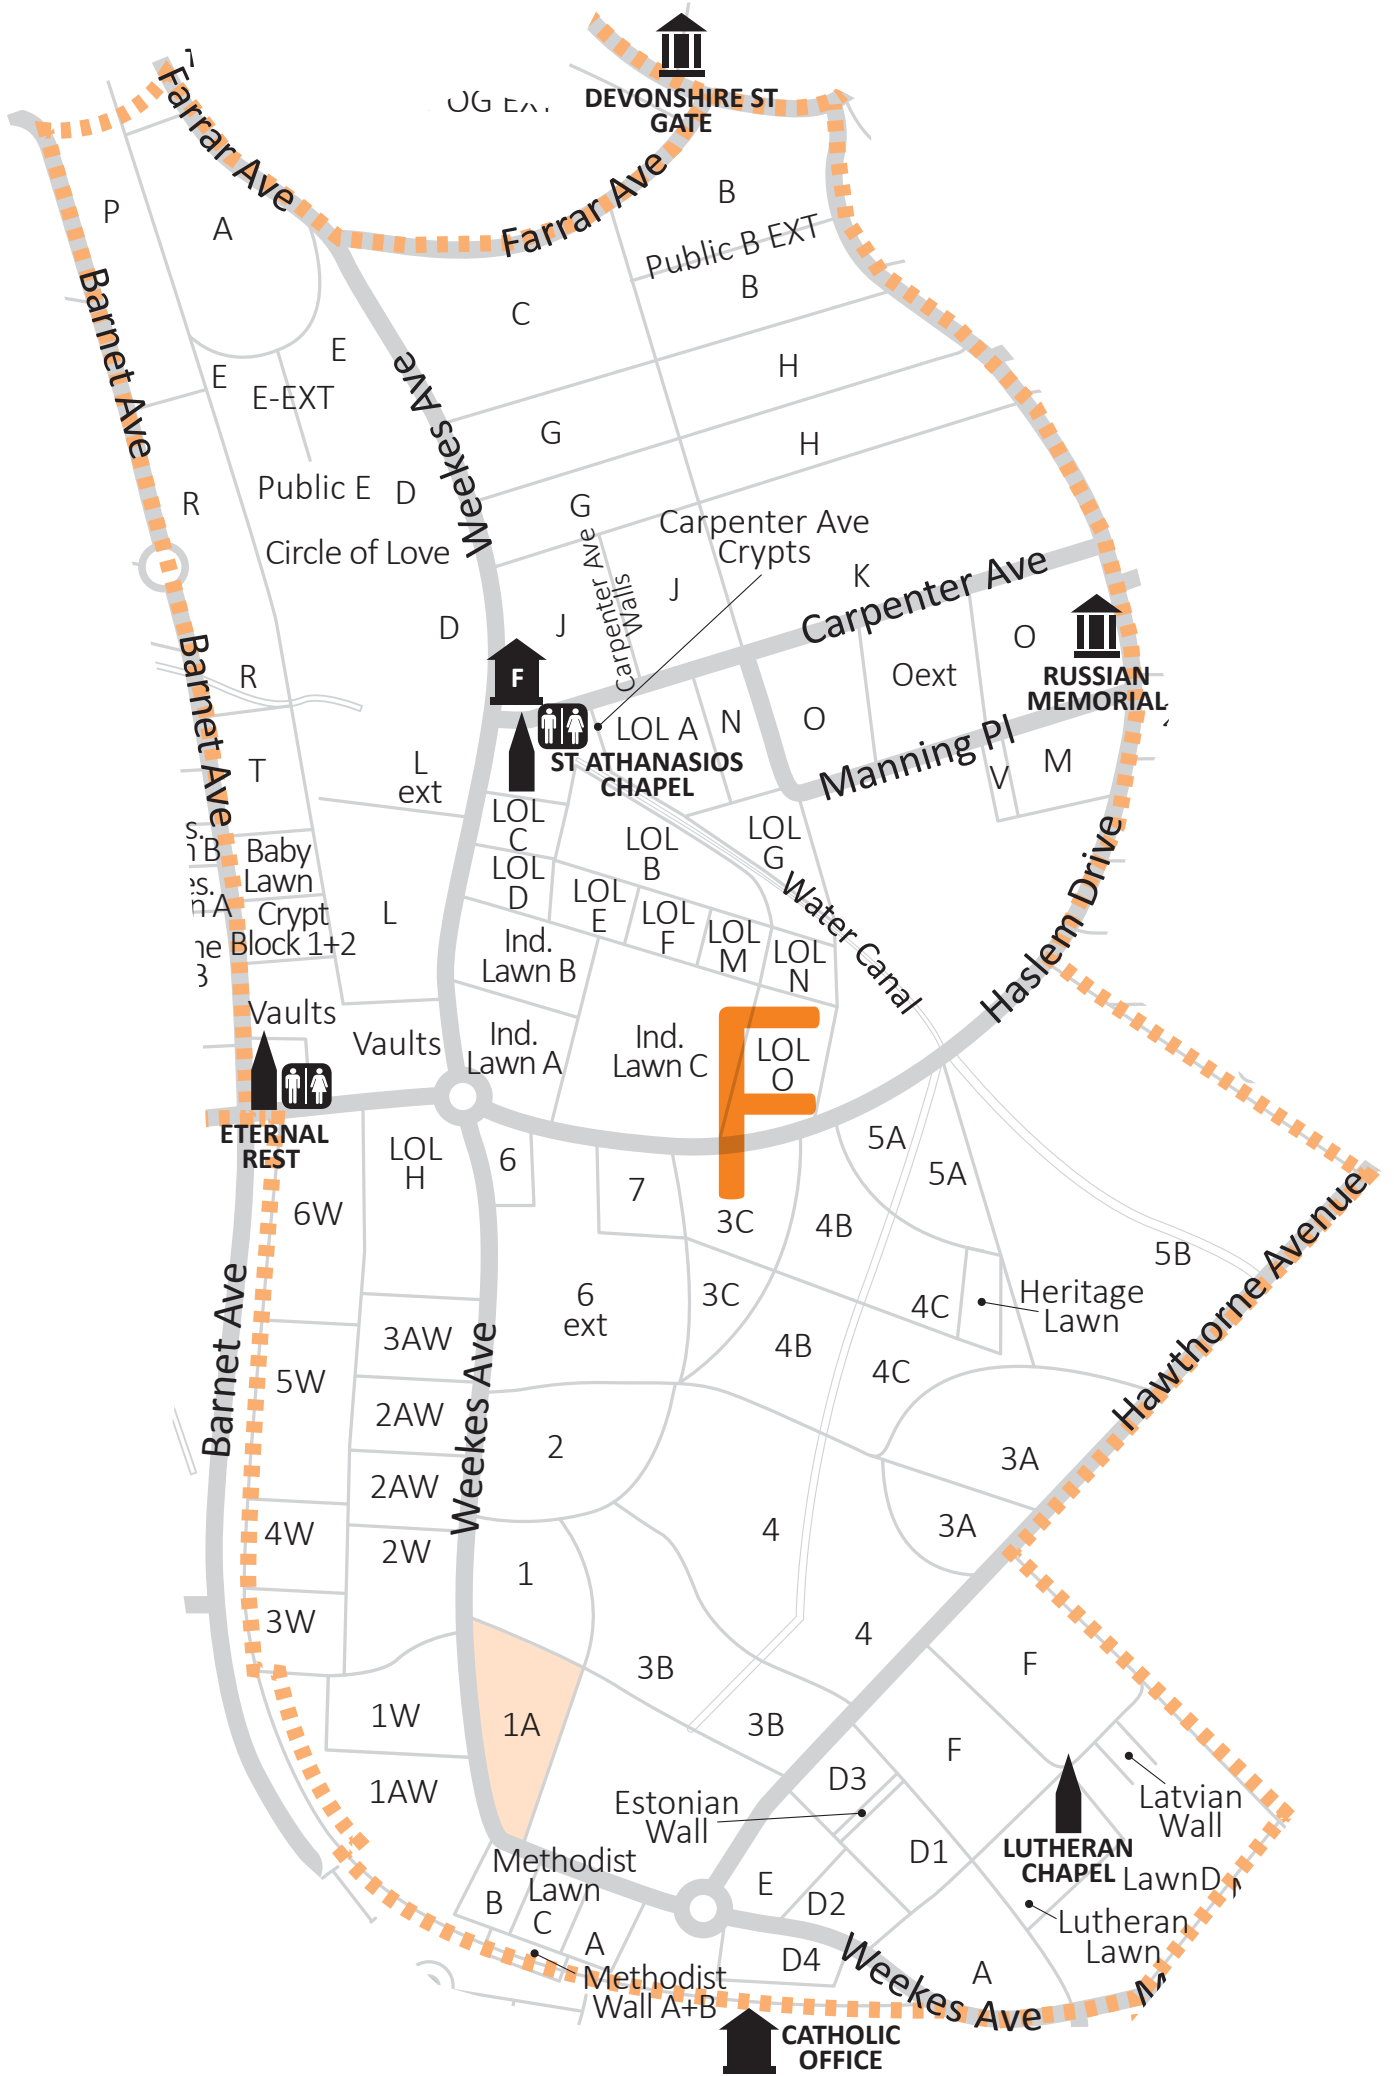 DEVONSHIRE ST
GATE
Farrar Ave
Farrar Ave
B
P
A
Public B EXT
B
C
Barnet Ave
E
E
E-EXT
Weekes Ave
H
G
H
Public E
D
R
G
Carpenter Ave
Crypts
Circle of Love
Carpenter Ave
Walls
K
Carpenter Ave
J
J
D
O
Oext
F
RUSSIAN
MEMORIAL
Barnet Ave
R
LOL A
N
O
ST ATHANASIOS
CHAPEL
Manning Pl
V
M
T
L
ext
LOL
C
LOL
B
LOL
G
Baby
Lawn
LOL
D
LOL
E
LOL
F
LOL
M
LOL
N
Water Canal
Haslem Drive
Crypt
Block 1+2
L
Ind.
Lawn B
Vaults
Vaults
Ind.
Lawn A
Ind.
Lawn C
F
LOL
O
ETERNAL
REST
LOL
H
6
7
5A
5A
6W
3C
4B
5B
Hawthorne Avenue
6
ext
3C
4C
Heritage
Lawn
Barnet Ave
3AW
Weekes Ave
4B
4C
5W
2AW
2
3A
2AW
4W
2W
4
3A
1
3W
4
3B
F
1W
1A
3B
F
1AW
D3
Estonian
Wall
Latvian
Wall
Methodist
Lawn
D1
LUTHERAN
CHAPEL
LawnD
B
C
A
E
D2
Lutheran
Lawn
D4
A
Weekes Ave
Methodist
Wall A+B
CATHOLIC
OFFICE